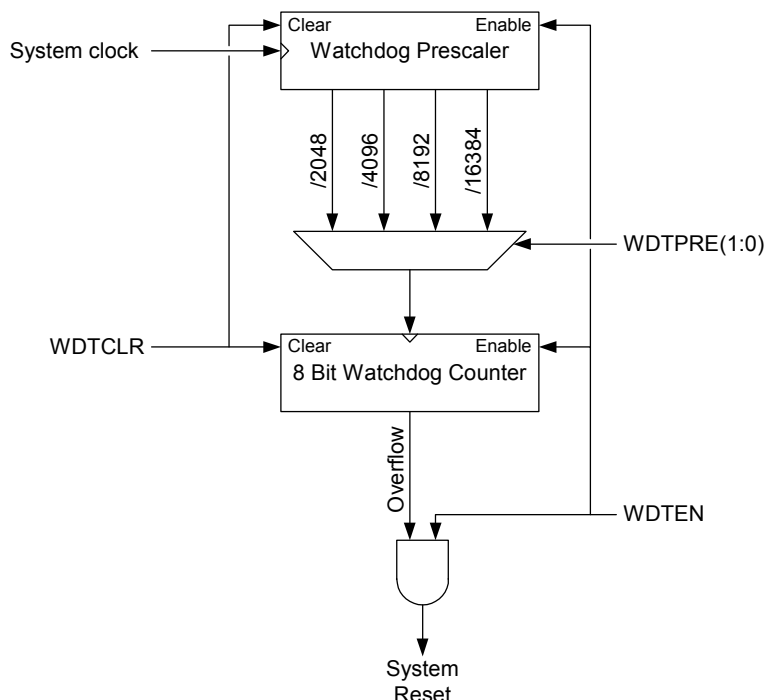 Clear Enable
System clock
Watchdog Prescaler
/2048
/4096
/8192
/16384
WDTPRE(1:0)
WDTCLR
Clear Enable
8 Bit Watchdog Counter
Overflow
WDTEN
System
Reset